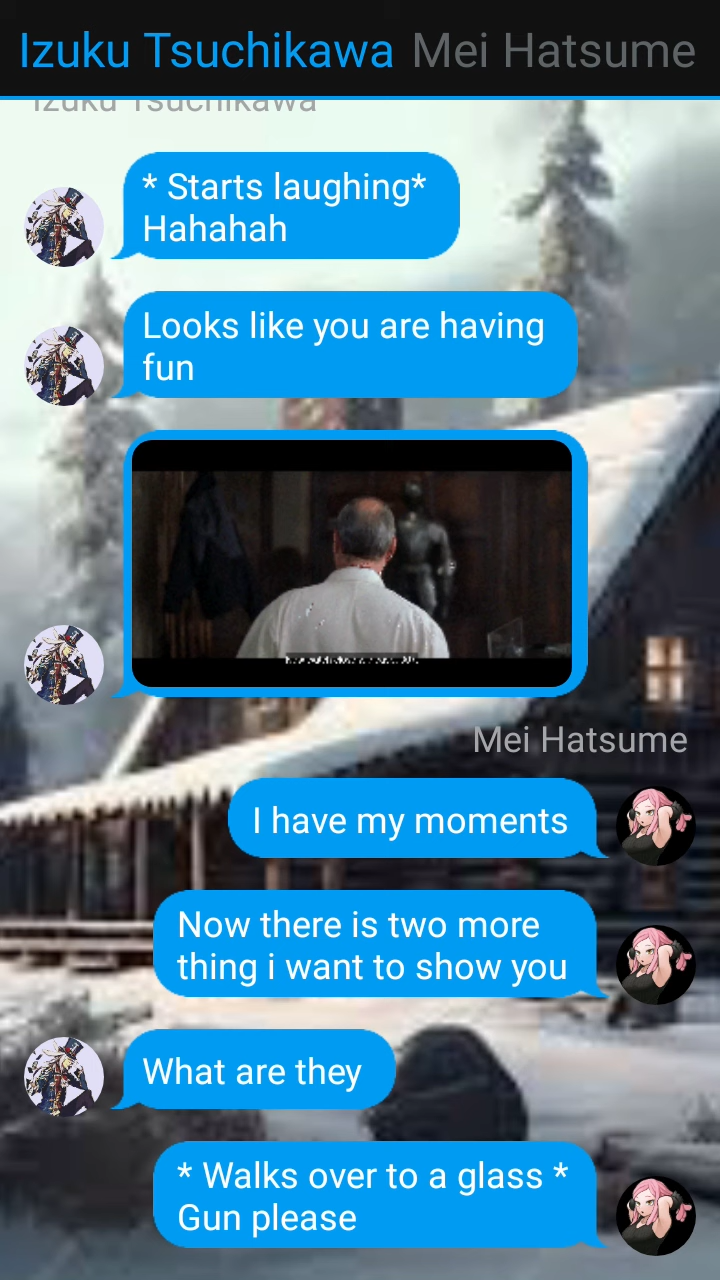 Izuku Tsuchikawa Mei Hatsume
Izuku Tsuchikawa
* Starts laughing*
Hahahah
Looks like you are having
fun
Mei Hatsume
I have my moments
Now there is two more
thing i want to show you
What are they
* Walks over to a glass *
Gun please